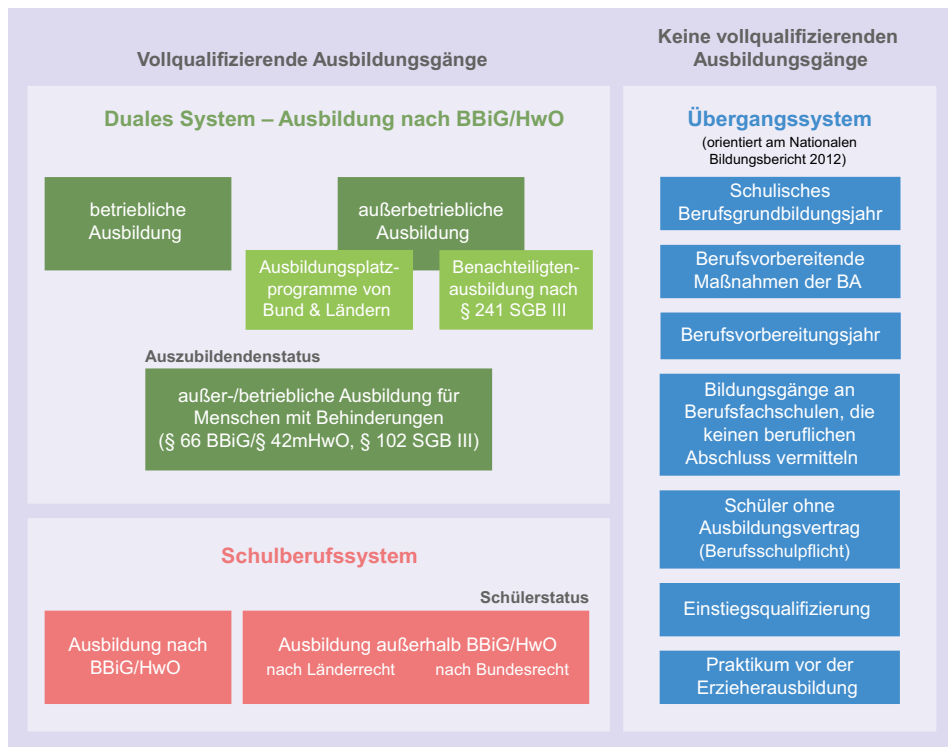 Vollqualifizierende Ausbildungsgänge
Duales System – Ausbildung nach BBiG/HwO
betriebliche
Ausbildung
außerbetriebliche
Ausbildung
Ausbildungsplatz-
programme von
Bund & Ländern
Benachteiligten-
ausbildung nach
§ 241 SGB III
Auszubildendenstatus
außer-/betriebliche Ausbildung für
Menschen mit Behinderungen
(§ 66 BBiG/§ 42mHwO, § 102 SGB III)
Schulberufssystem
Schülerstatus
Ausbildung nach
BBiG/HwO
Ausbildung außerhalb BBiG/HwO
nach Länderrecht nach Bundesrecht
Keine vollqualifizierenden
Ausbildungsgänge
Übergangssystem
(orientiert am Nationalen
Bildungsbericht 2012)
Schulisches
Berufsgrundbildungsjahr
Berufsvorbereitende
Maßnahmen der BA
Berufsvorbereitungsjahr
Bildungsgänge an
Berufsfachschulen, die
keinen beruflichen
Abschluss vermitteln
Schüler ohne
Ausbildungsvertrag
(Berufsschulpflicht)
Einstiegsqualifizierung
Praktikum vor der
Erzieherausbildung